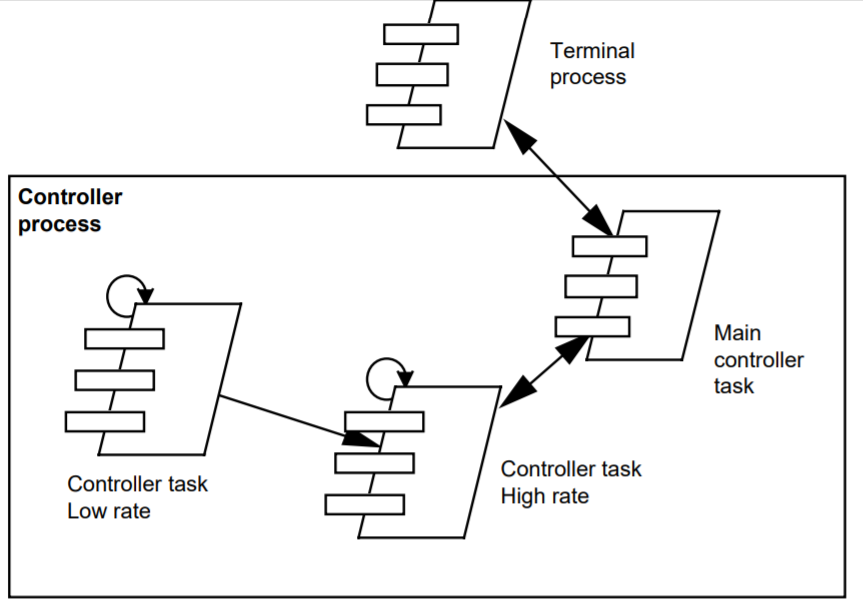 Terminal
process
Controller
process
Main
controller
task
Controller task
High rate
Controller task
Low rate